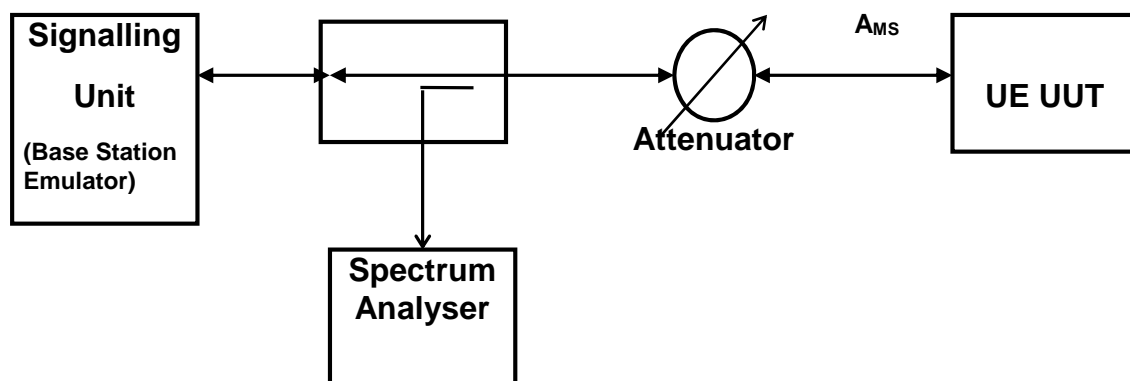 Signalling
Unit
(Base Station
Emulator)
AMS
Attenuator
UE UUT
Spectrum
Analyser